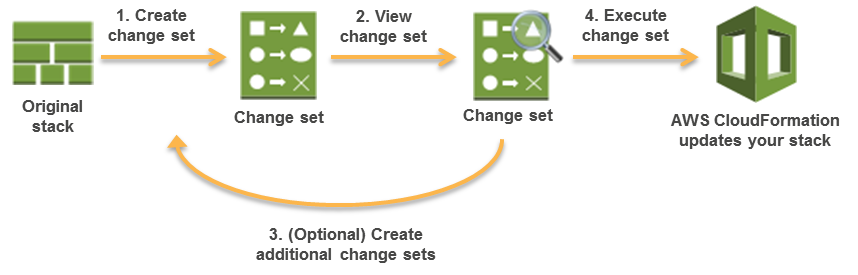 1. Create
change set
2. View
change set
4. Execute
change set
Original
stack
Change set
Change set
AWS CloudFormation
updates your stack
3. (Optional) Create
additional change sets